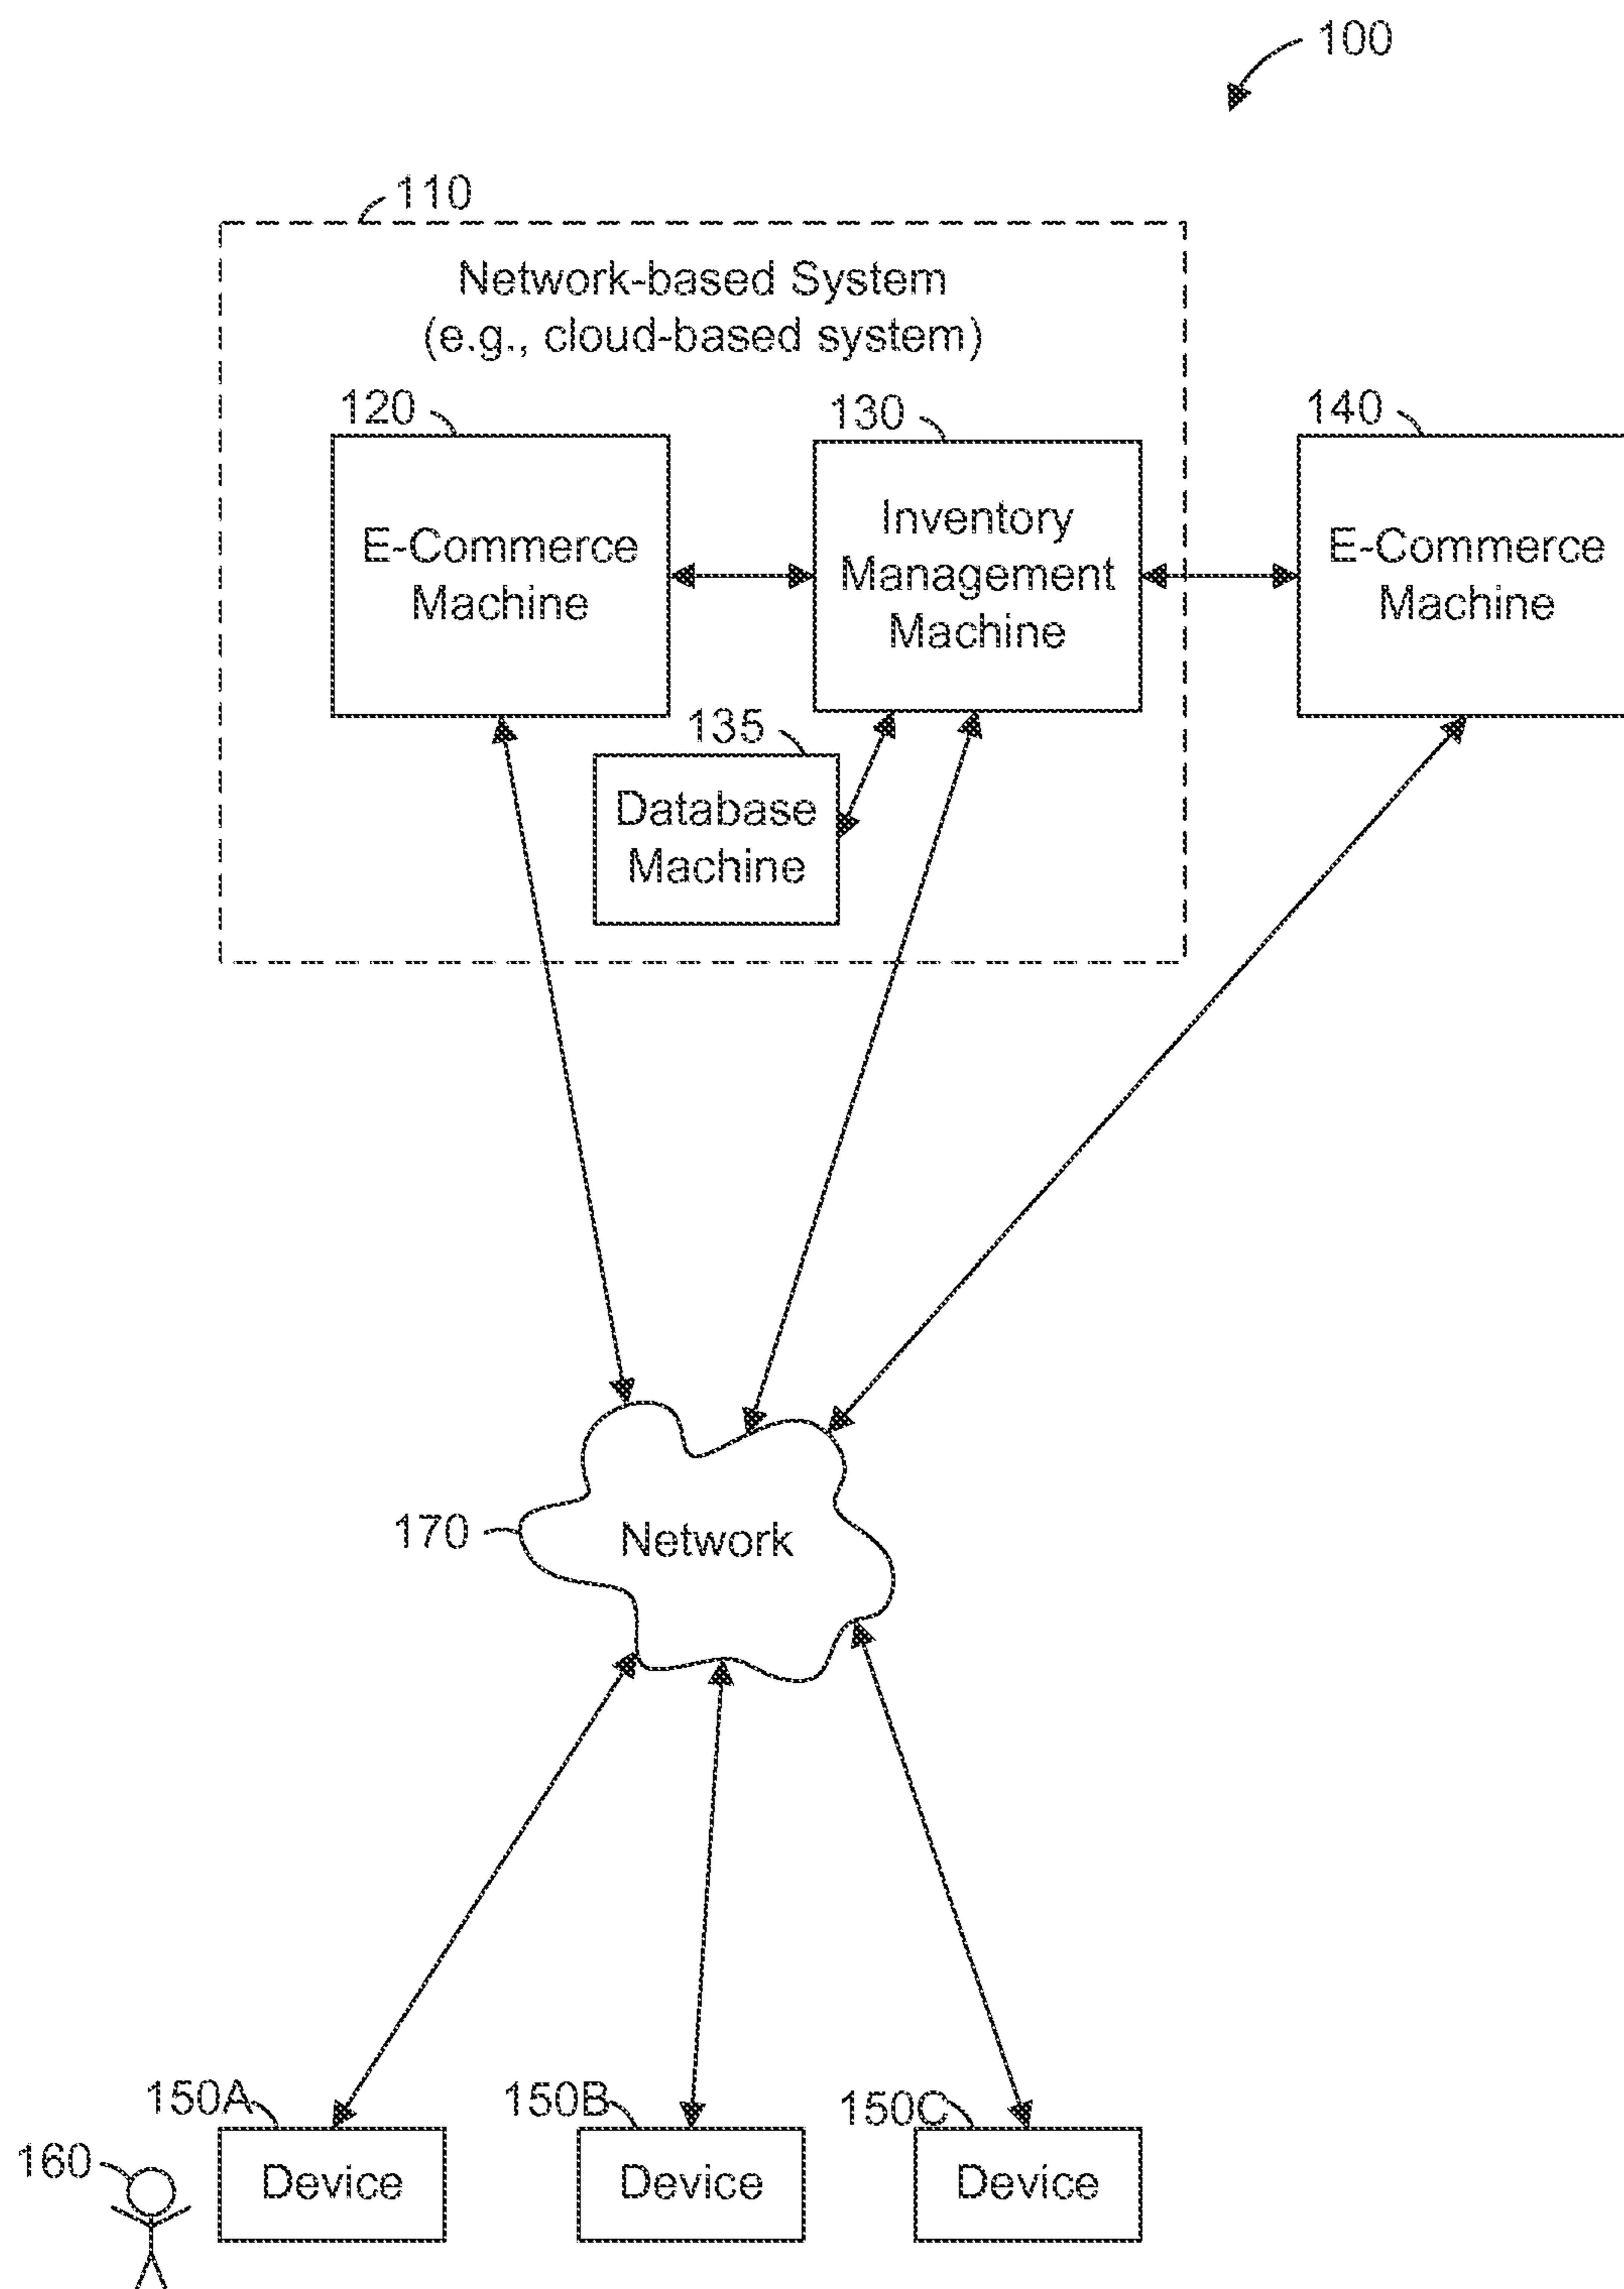 100
110
Network-based System
(e.g., cloud-based system)
120
130
140
E-Commerce
Machine
Inventory
Management
Machine
E-Commerce
Machine
135
Database
Machine
170
Network
150A
150B
150C
160
Device
Device
Device